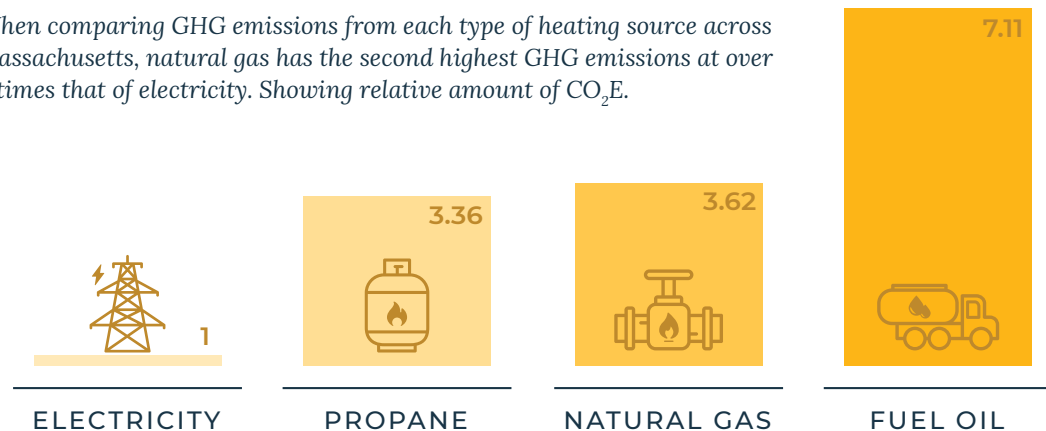 hen comparing GHG emissions from each type of heating source across
assachusetts, natural gas has the second highest GHG emissions at over
times that of electricity. Showing relative amount of CO₂E.
7.11
3.36
3.62
1
ELECTRICITY
PROPANE
NATURAL GAS
FUEL OIL